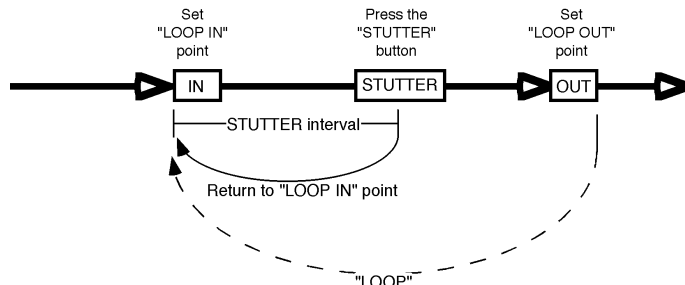 Set
"LOOP IN"
point
Press the
"STUTTER"
button
Set
"LOOP OUT"
point
IN
STUTTER
OUT
STUTTER interval
Return to "LOOP IN" point
"LOOP"